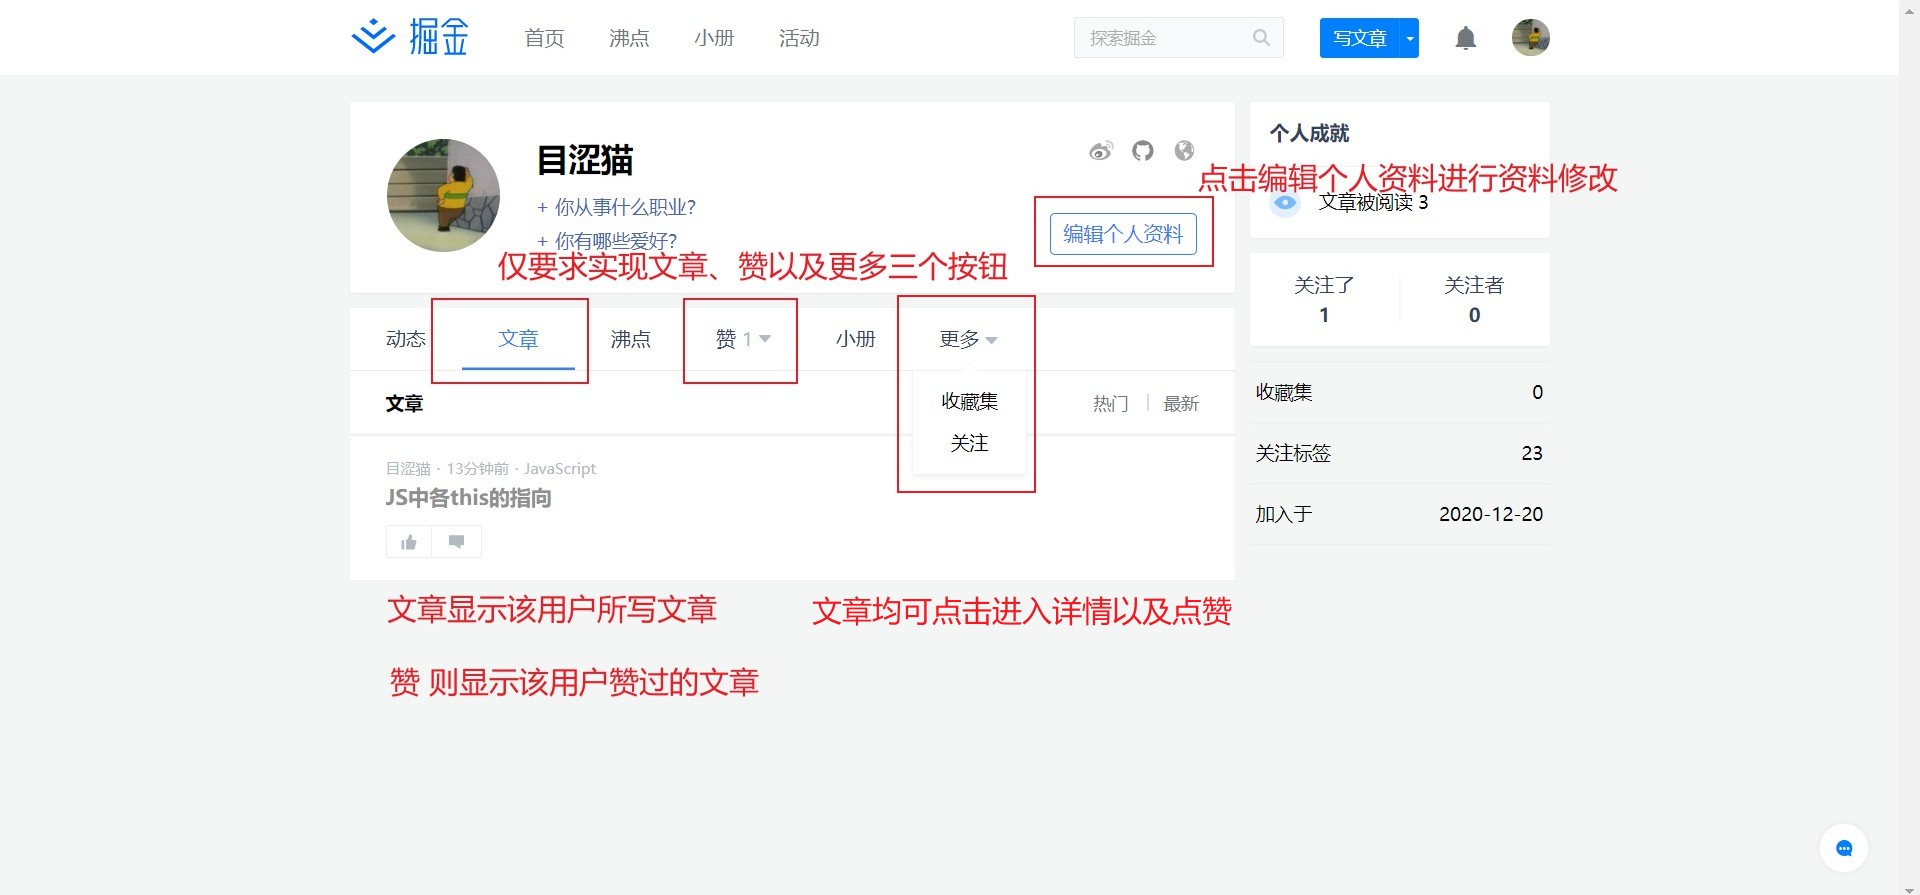 掘金 首页 沸点 小册 活动 探索掘金 写文章
目涩猫
+ 你从事什么职业?
+ 你有哪些爱好?
编辑个人资料
点击编辑个人资料进行资料修改
仅要求实现文章、赞以及更多三个按钮
动态 文章 沸点 赞 1 小册 更多
收藏集
关注
文章 热门 最新
目涩猫 · 13分钟前 · JavaScript
JS中各this的指向
文章显示该用户所写文章
文章均可点击进入详情以及点赞
赞 则显示该用户赞过的文章
个人成就
文章被阅读 3
关注了 关注者
1 0
收藏集 0
关注标签 23
加入于 2020-12-20